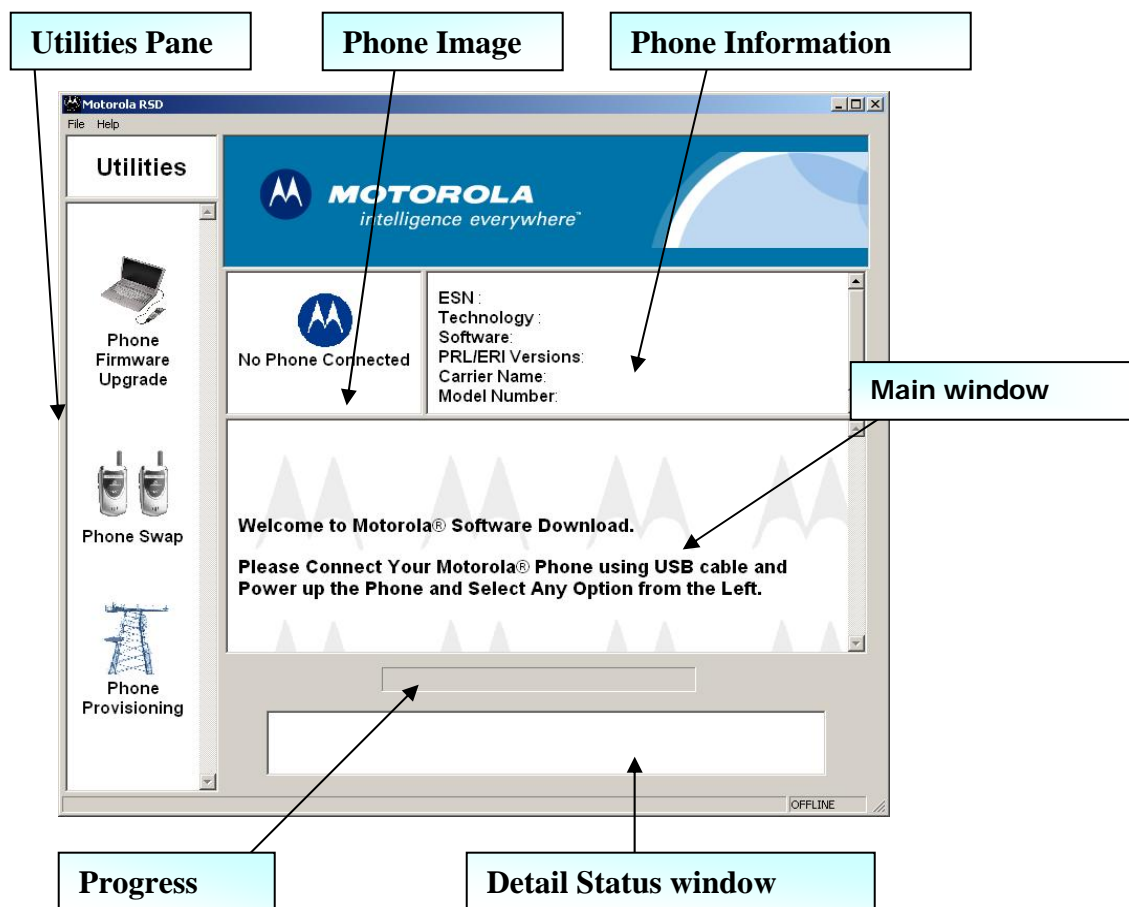 Utilities Pane
Phone Image
Phone Information
Motorola RSD
File Help
Utilities
MOTOROLA
intelligence everywhere™
Phone
Firmware
Upgrade
Phone Swap
Phone
Provisioning
No Phone Connected
ESN :
Technology :
Software:
PRL/ERI Versions:
Carrier Name:
Model Number:
Main window
Welcome to Motorola® Software Download.
Please Connect Your Motorola® Phone using USB cable and
Power up the Phone and Select Any Option from the Left.
OFFLINE
Progress
Detail Status window